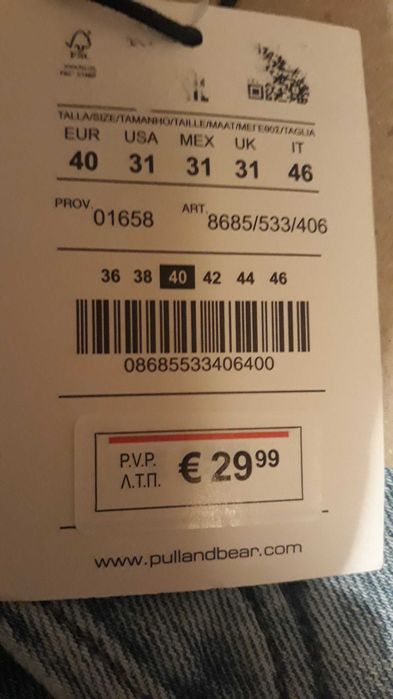 FSC
TALLA/SIZE/TAMANHO/TAILLE/MAAT/ΜΕΓΕΘΟΣ/TAGLIA
EUR USA MEX UK IT
40 31 31 31 46
PROV. 01658 ART. 8685/533/406
36 38 40 42 44 46
08685533406400
P.V.P. € 29 99
Λ.Τ.Π.
www.pullandbear.com